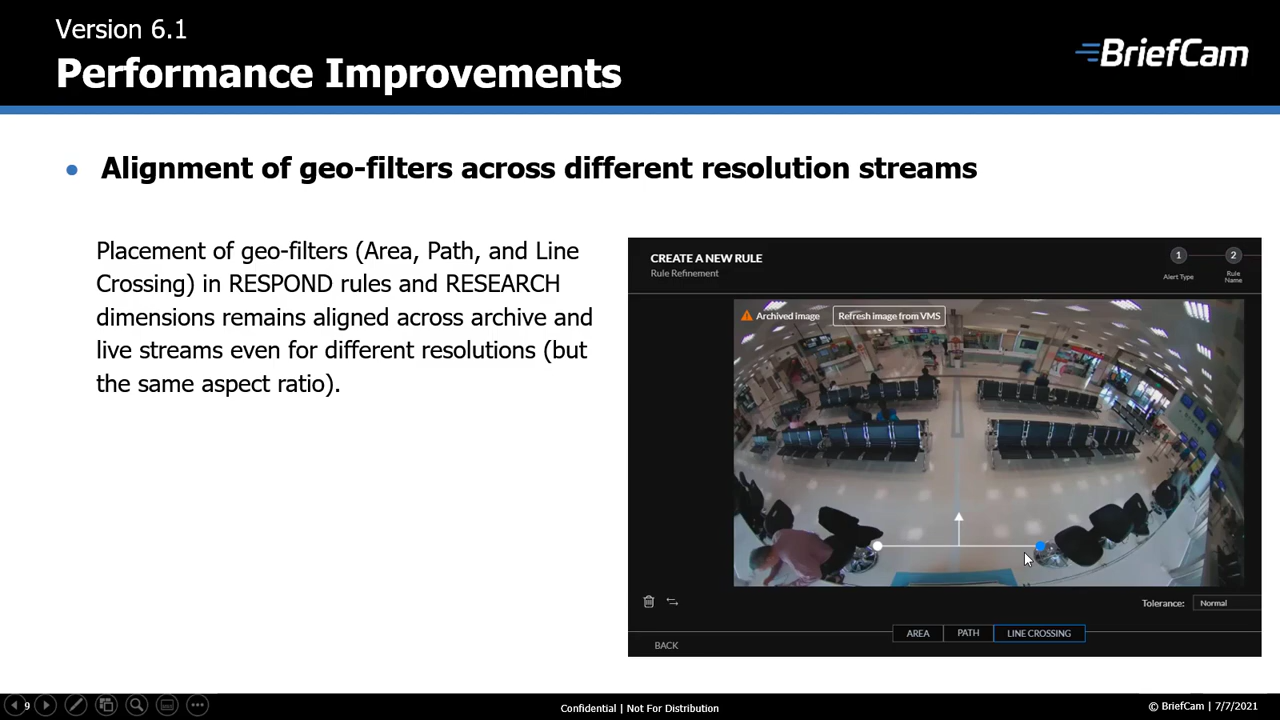 Version 6.1
Performance Improvements
BriefCam
• Alignment of geo-filters across different resolution streams
Placement of geo-filters (Area, Path, and Line
Crossing) in RESPOND rules and RESEARCH
dimensions remains aligned across archive and
live streams even for different resolutions (but
the same aspect ratio).
CREATE A NEW RULE
Rule Refinement
1
2
Alert Type
Rule
Name
Archived image
Refresh image from VMS
Tolerance:
Normal
AREA
PATH
LINE CROSSING
BACK
9
Confidential | Not For Distribution
© BriefCam | 7/7/2021